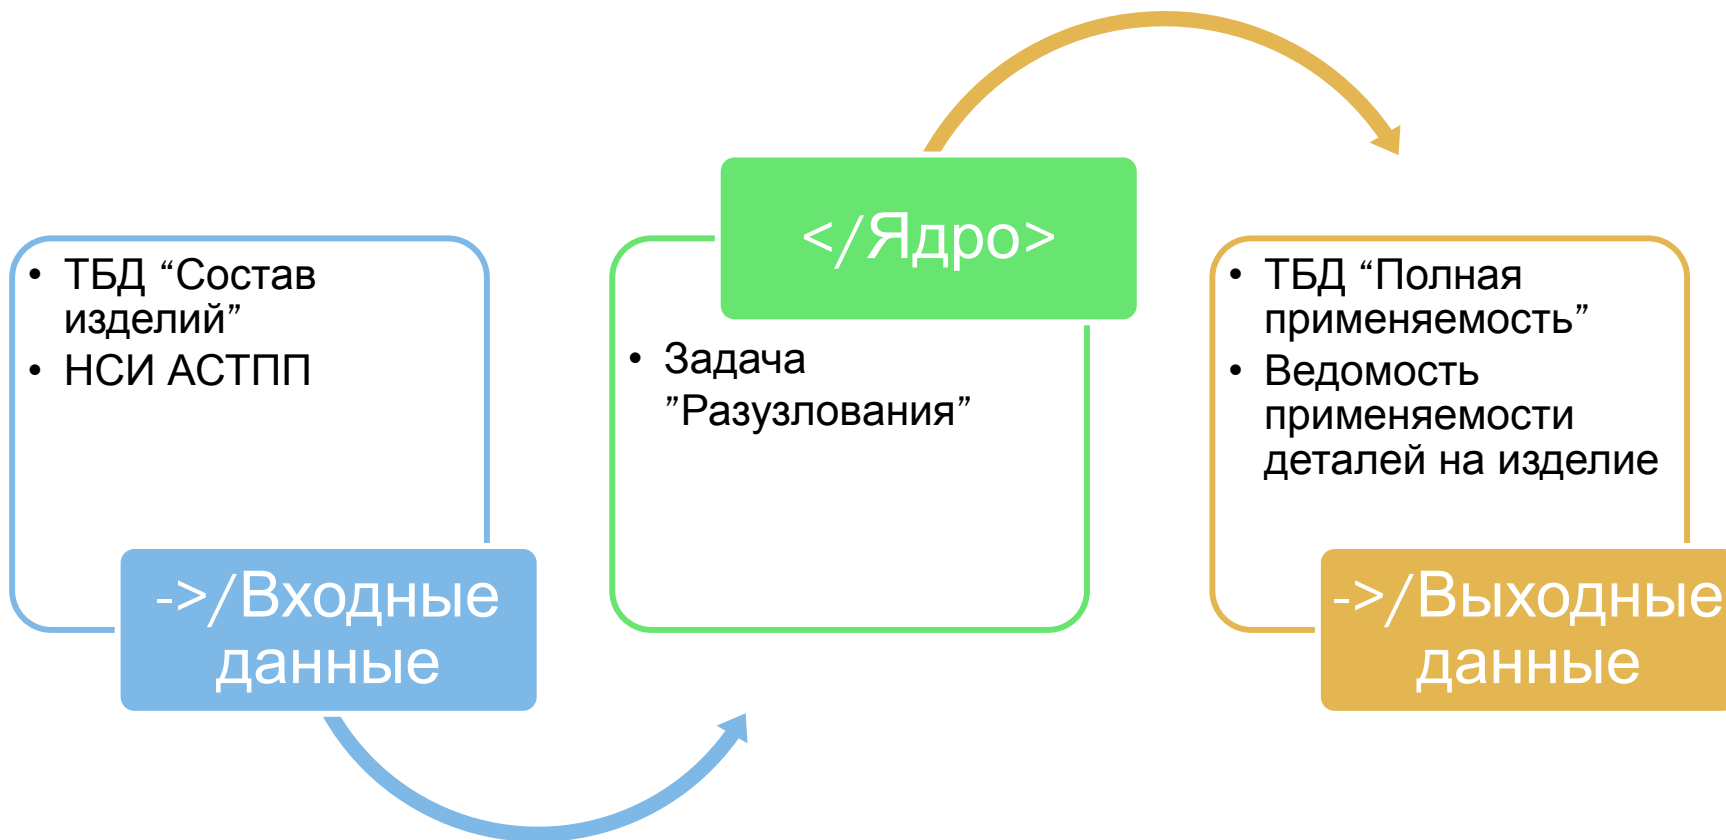 • ТБД “Состав
изделий”
• НСИ АСТПП
->/Входные
данные
</Ядро>
• Задача
”Разузлования”
• ТБД “Полная
применяемость”
• Ведомость
применяемости
деталей на изделие
->/Выходные
данные